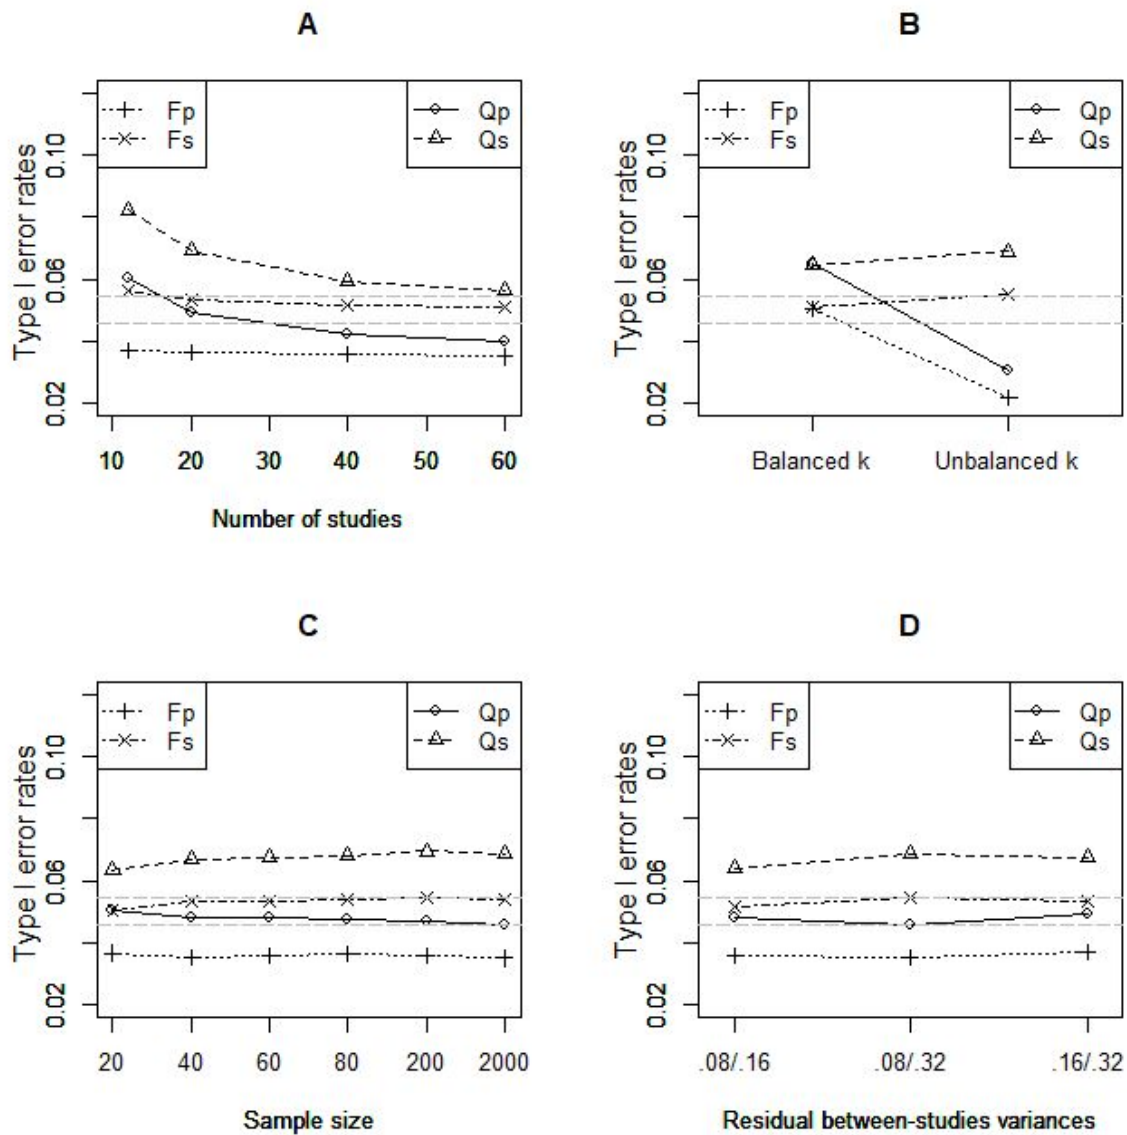 A
Fp
Fs
Qp
Qs
Type I error rates
0.02
0.06
0.10
10 20 30 40 50 60
Number of studies
B
Fp
Fs
Qp
Qs
Type I error rates
0.02
0.06
0.10
Balanced k Unbalanced k
C
Fp
Fs
Qp
Qs
Type I error rates
0.02
0.06
0.10
20 40 60 80 200 2000
Sample size
D
Fp
Fs
Qp
Qs
Type I error rates
0.02
0.06
0.10
.08/.16 .08/.32 .16/.32
Residual between-studies variances